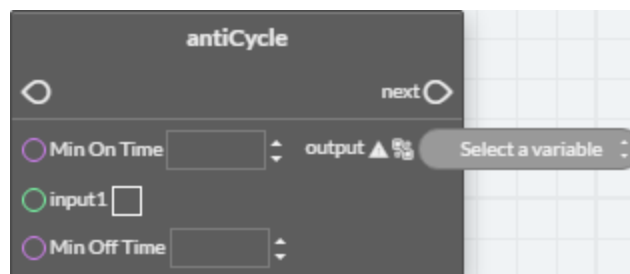 antiCycle
next
Min On Time output Select a variable
input1
Min Off Time